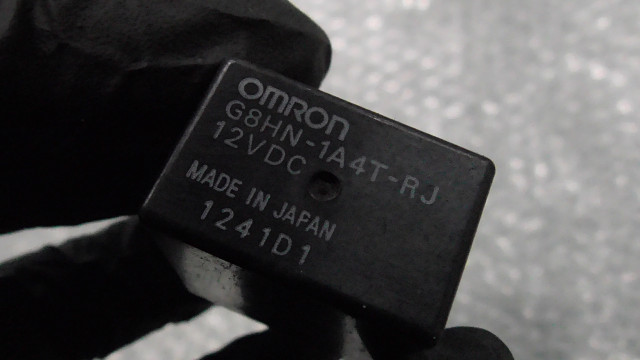 OMRON
G8HN-1A4T-RJ
12VDC
MADE IN JAPAN
1241D1